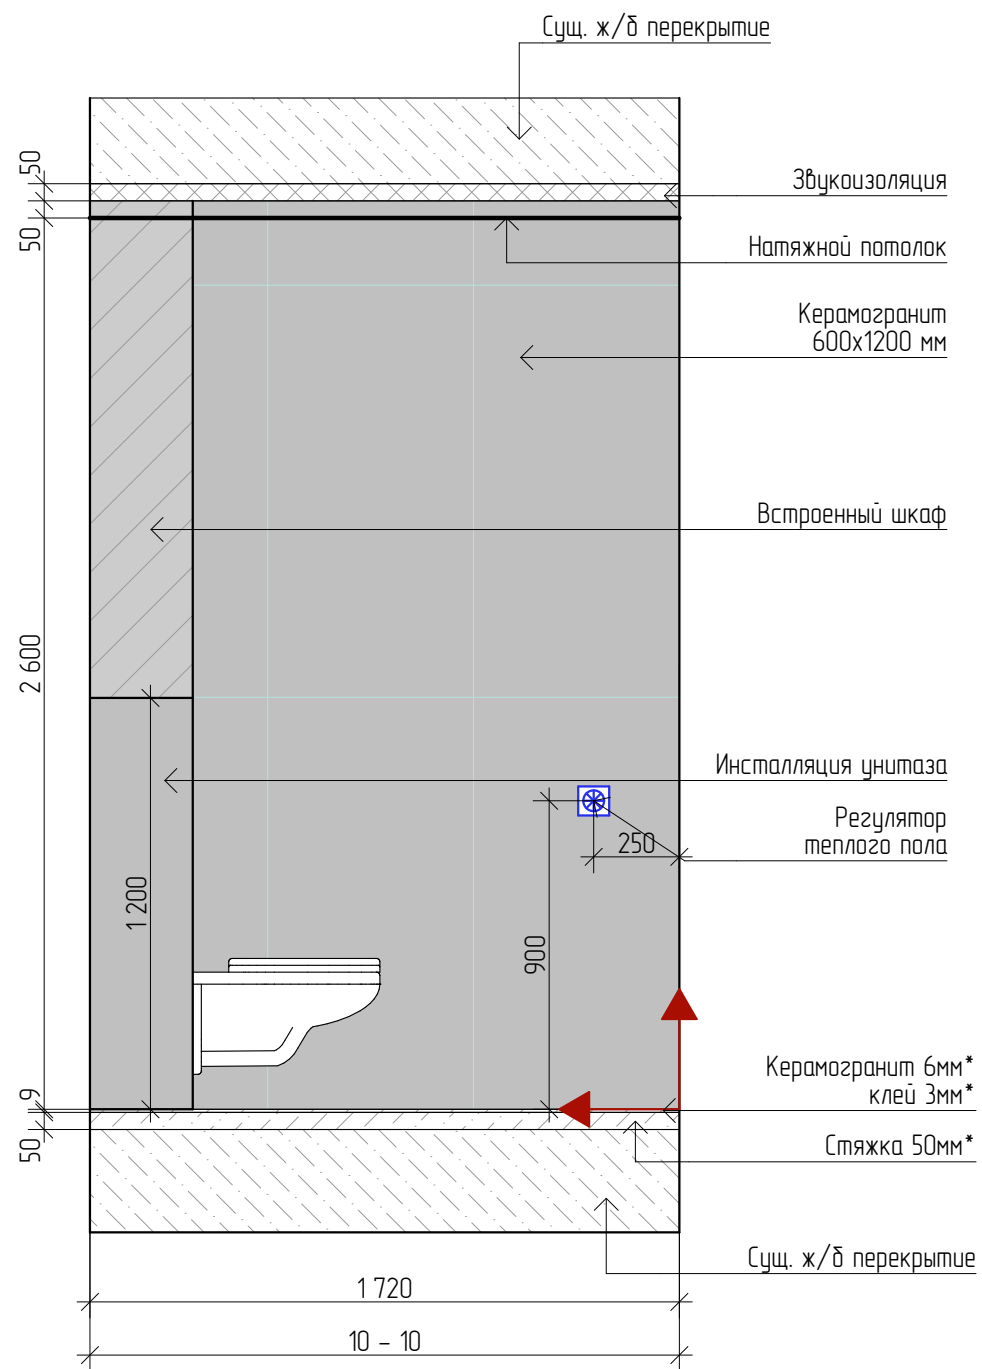 Сущ. ж/б перекрытие
50
Звукоизоляция
50
Натяжной потолок
Керамогранит
600х1200 мм
Встроенный шкаф
2 600
Инсталляция унитаза
Регулятор
теплого пола
250
1 200
900
Керамогранит 6мм*
клей 3мм*
9
Стяжка 50мм*
50
Сущ. ж/б перекрытие
1 720
10 - 10